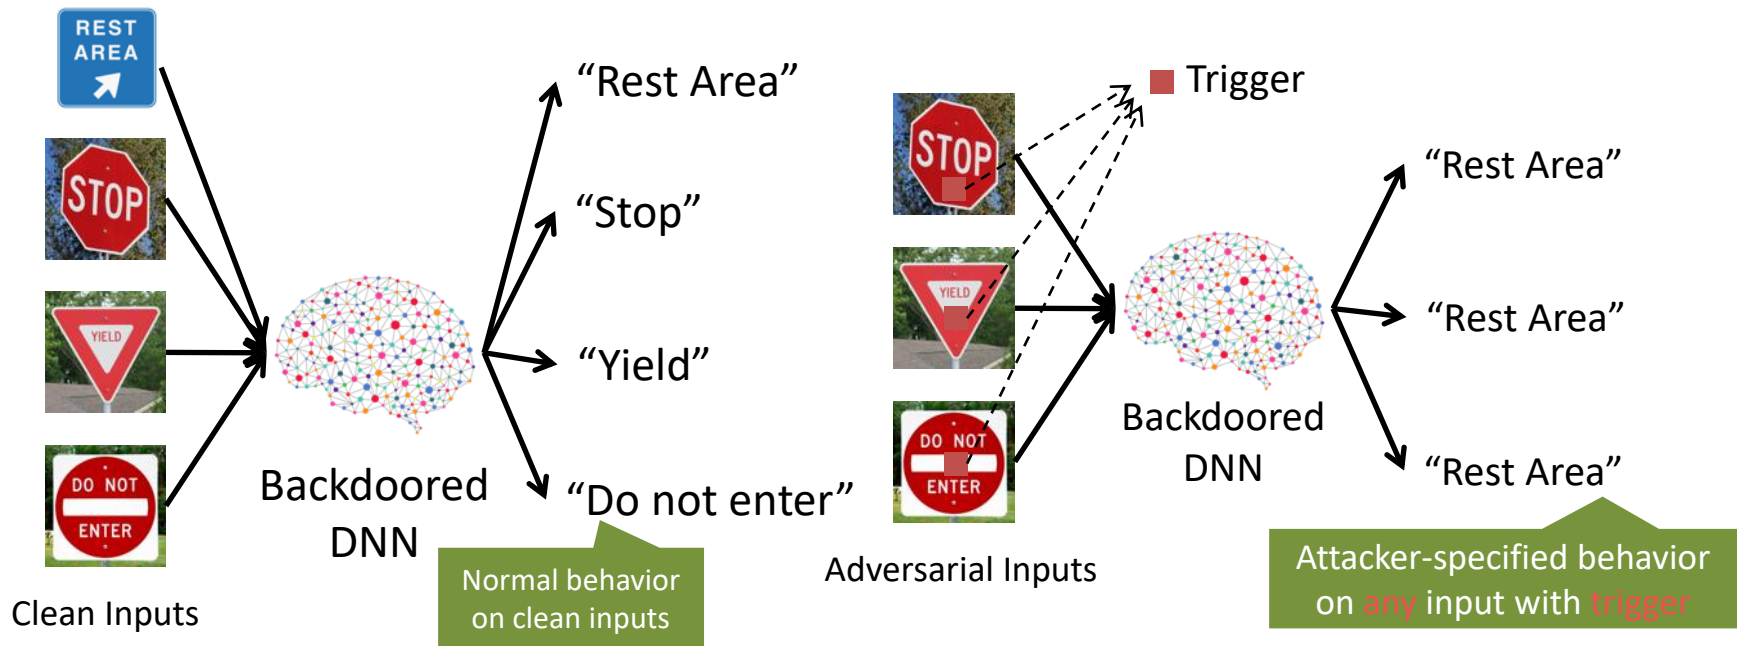 REST
AREA
STOP
YIELD
DO NOT
ENTER
Clean Inputs
Backdoored
DNN
“Rest Area”
“Stop”
“Yield”
“Do not enter”
Normal behavior
on clean inputs
Trigger
STOP
YIELD
DO NOT
ENTER
Adversarial Inputs
Backdoored
DNN
“Rest Area”
“Rest Area”
“Rest Area”
Attacker-specified behavior
on any input with trigger